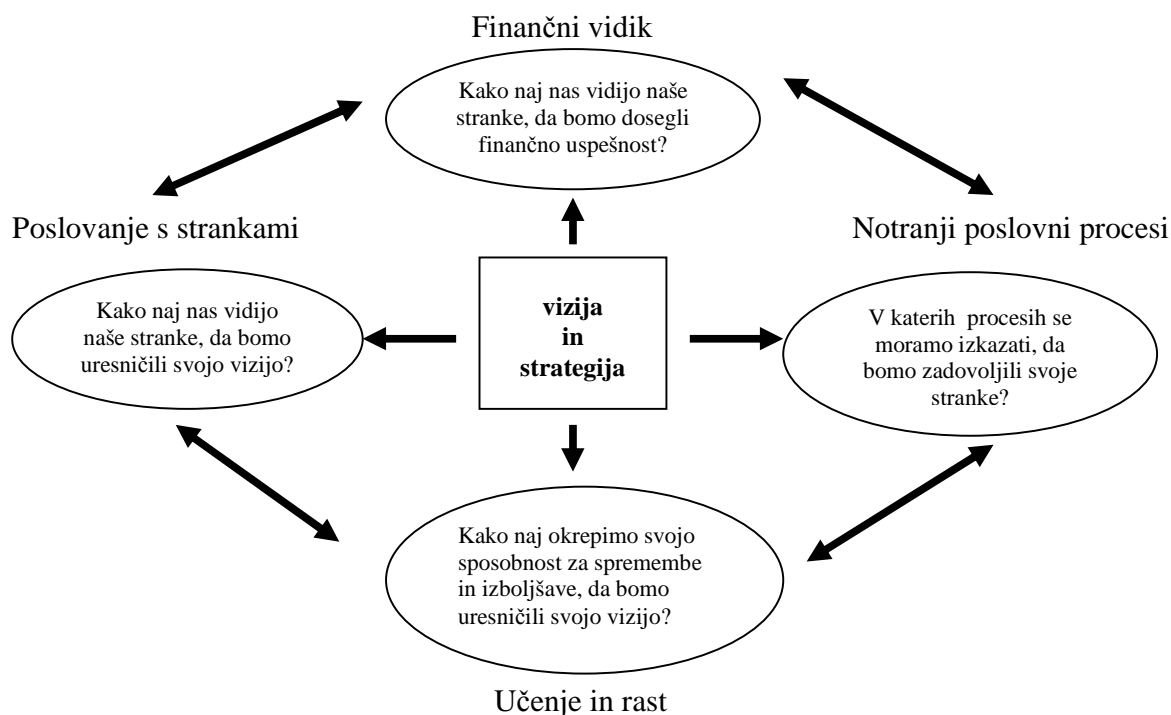 Finančni vidik
Kako naj nas vidijo naše
stranke, da bomo dosegli
finančno uspešnost?
Poslovanje s strankami
Kako naj nas vidijo
naše stranke, da bomo
uresničili svojo vizijo?
vizija
in
strategija
Notranji poslovni procesi
V katerih procesih se
moramo izkazati, da
bomo zadovoljili svoje
stranke?
Kako naj okrepimo svojo
sposobnost za spremembe
in izboljšave, da bomo
uresničili svojo vizijo?
Učenje in rast